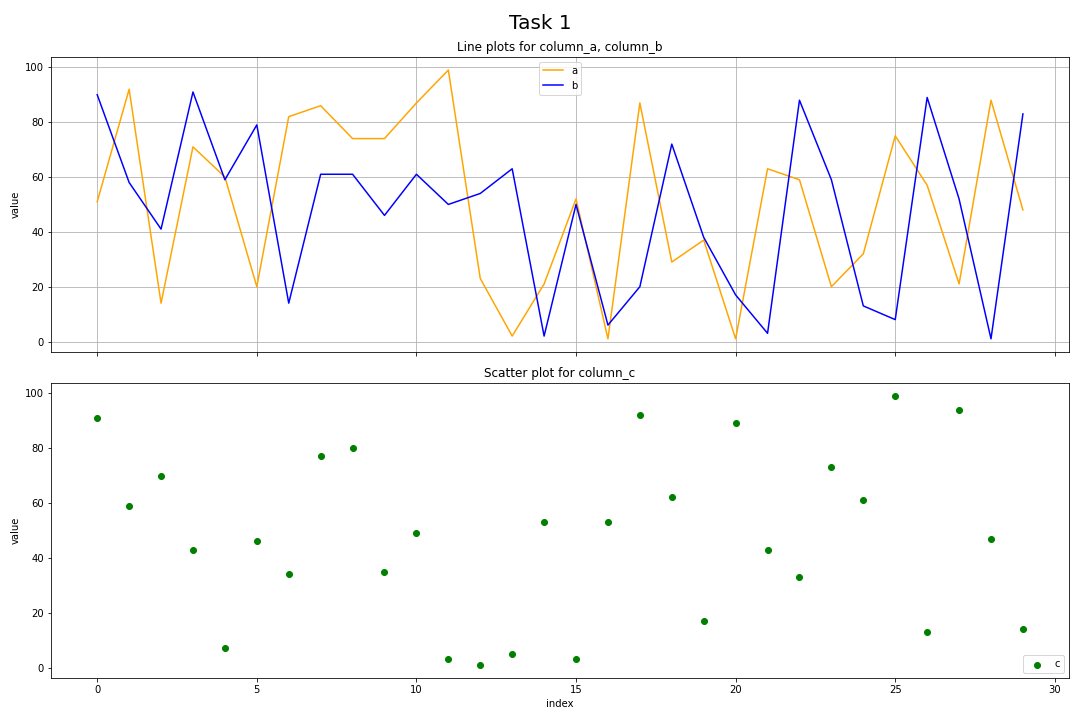 Task 1
Line plots for column_a, column_b
100
80
60
40
20
0
value
a
b
Scatter plot for column_c
100
80
60
40
20
0
value
c
0 5 10 15 20 25 30
index